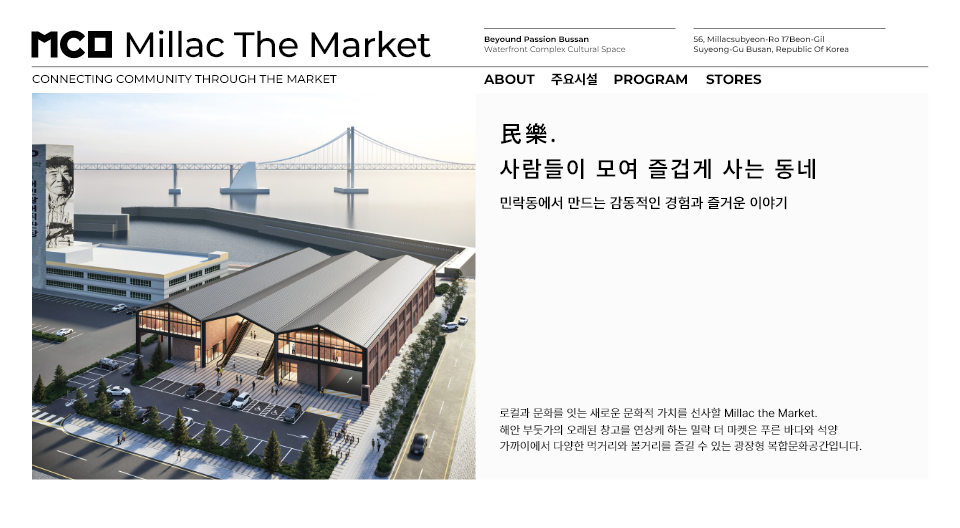 MCD Millac The Market
Beyound Passion Bussan
Waterfront Complex Cultural Space
56, Millacsubyeon-Ro 17Beon-Gil
Suyeong-Gu Busan, Republic Of Korea
CONNECTING COMMUNITY THROUGH THE MARKET
ABOUT 주요시설 PROGRAM STORES
民樂.
사람들이 모여 즐겁게 사는 동네
민락동에서 만드는 감동적인 경험과 즐거운 이야기
로컬과 문화를 잇는 새로운 문화적 가치를 선사할 Millac the Market.
해안 부둣가의 오래된 창고를 연상케 하는 밀락 더 마켓은 푸른 바다와 석양
가까이에서 다양한 먹거리와 볼거리를 즐길 수 있는 광장형 복합문화공간입니다.